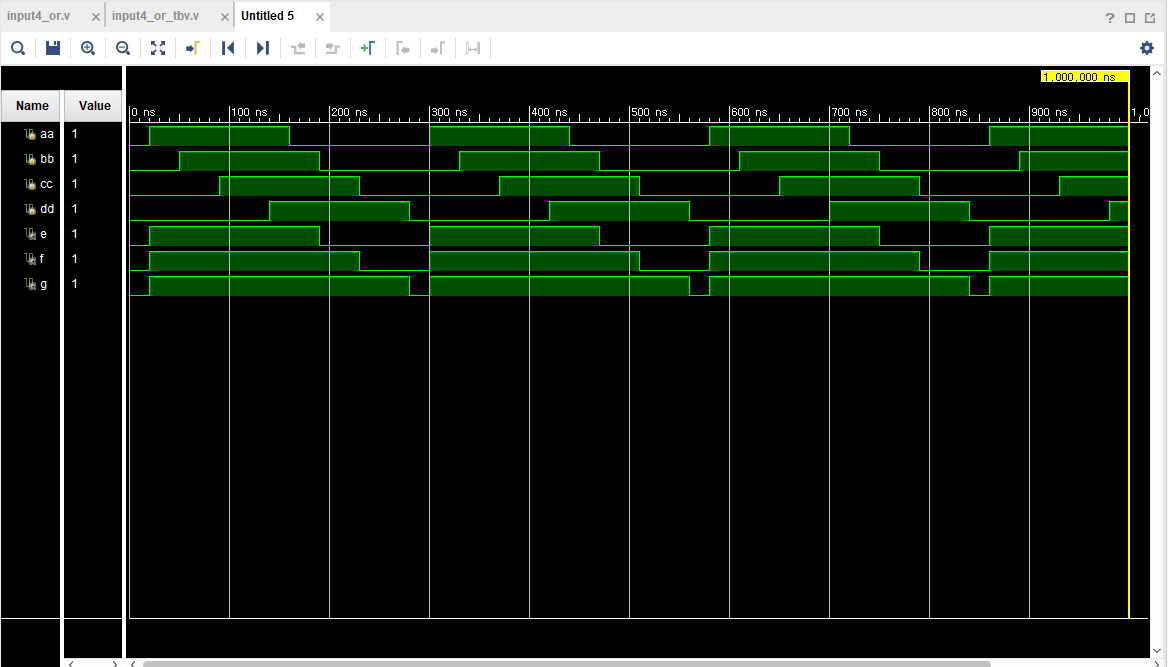 input4_or.v × input4_or_tbv.v × Untitled 5 × ?
1,000,000 ns
Name Value 0 ns 100 ns 200 ns 300 ns 400 ns 500 ns 600 ns 700 ns 800 ns 900 ns 1,0
aa 1
bb 1
cc 1
dd 1
e 1
f 1
g 1